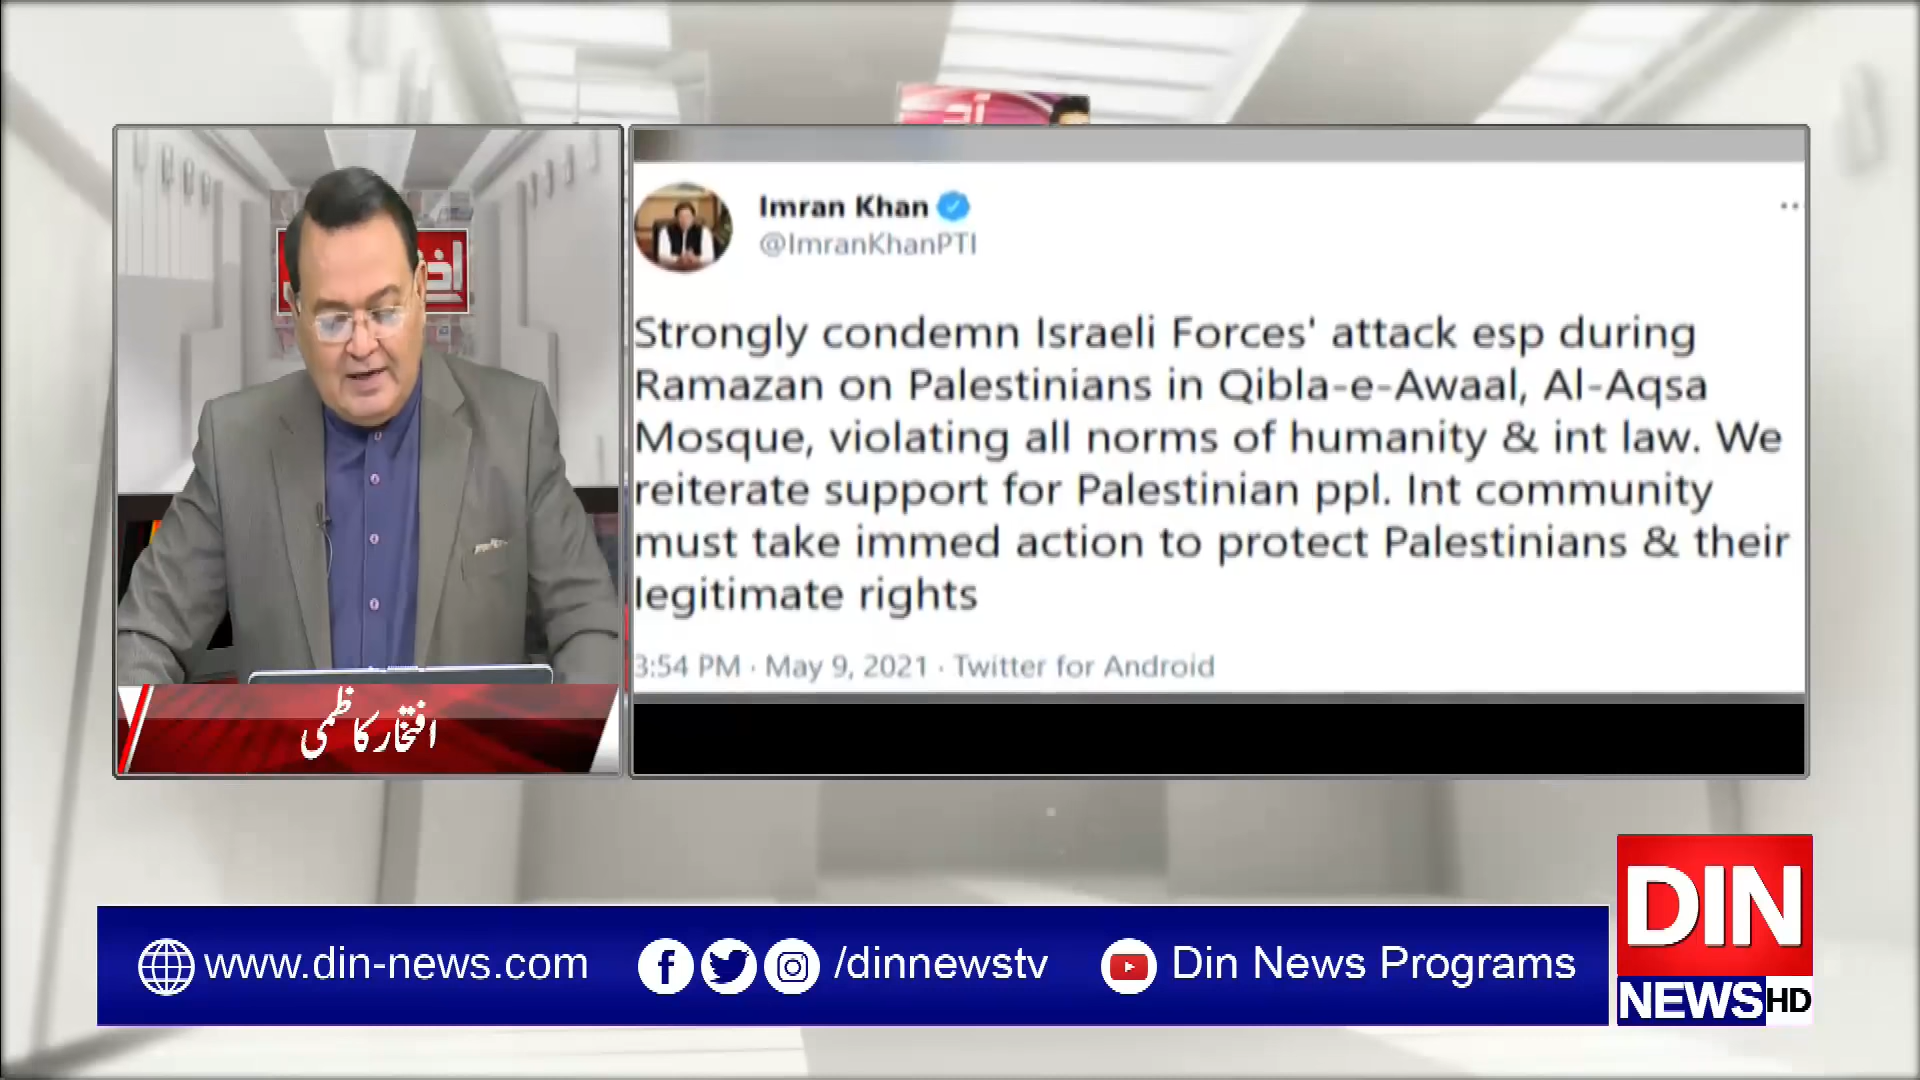 Imran Khan
@ImranKhanPTI
Strongly condemn Israeli Forces' attack esp during
Ramazan on Palestinians in Qibla-e-Awaal, Al-Aqsa
Mosque, violating all norms of humanity & int law. We
reiterate support for Palestinian ppl. Int community
must take immed action to protect Palestinians & their
legitimate rights
3:54 PM · May 9, 2021 · Twitter for Android
افتخار کاظمی
www.din-news.com
/dinnewstv
Din News Programs
DIN
NEWS HD